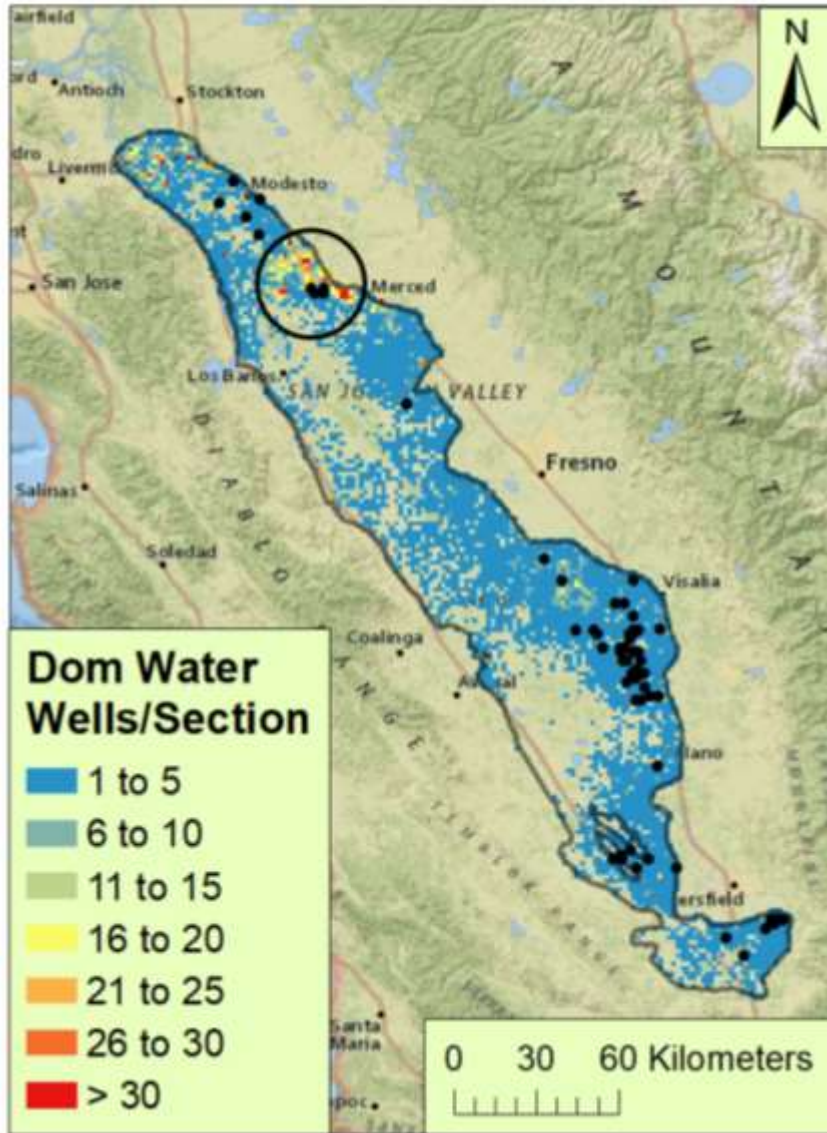 airfield
N
Antioch
Stockton
Livermo
Modesto
San Jose
Merced
Los Banos
SAN JO
VALLEY
Fresno
Salinas
Soledad
DIABLO
RANGE
MOUNTA
Visalia
Coalinga
lano
TEMBLOR RANGE
ersfield
Santa
Maria
Dom Water
Wells/Section
1 to 5
6 to 10
11 to 15
16 to 20
21 to 25
26 to 30
> 30
0 30 60 Kilometers